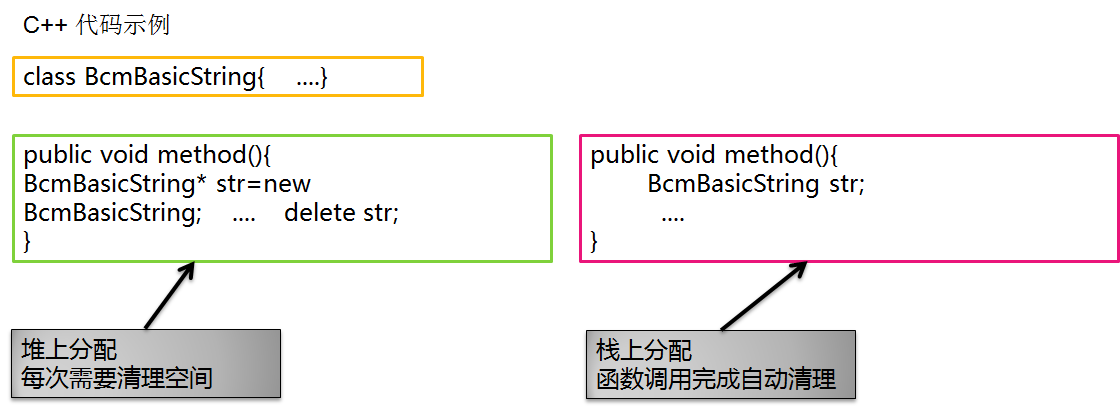 C++ 代码示例
class BcmBasicString{ ....}
public void method(){
BcmBasicString* str=new
BcmBasicString; .... delete str;
}
public void method(){
BcmBasicString str;
....
}
堆上分配
每次需要清理空间
栈上分配
函数调用完成自动清理